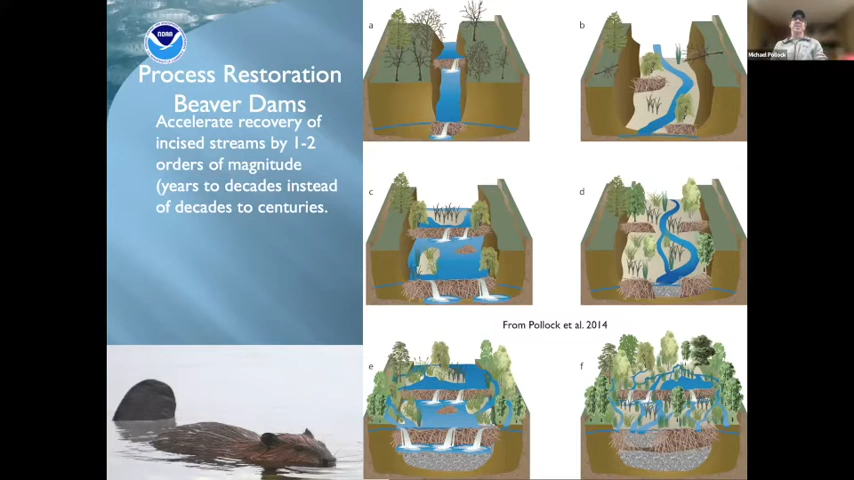 NOAA
Process Restoration
Beaver Dams
Accelerate recovery of
incised streams by 1-2
orders of magnitude
(years to decades instead
of decades to centuries.
a
b
c
d
From Pollock et al. 2014
e
f
Michael Pollock